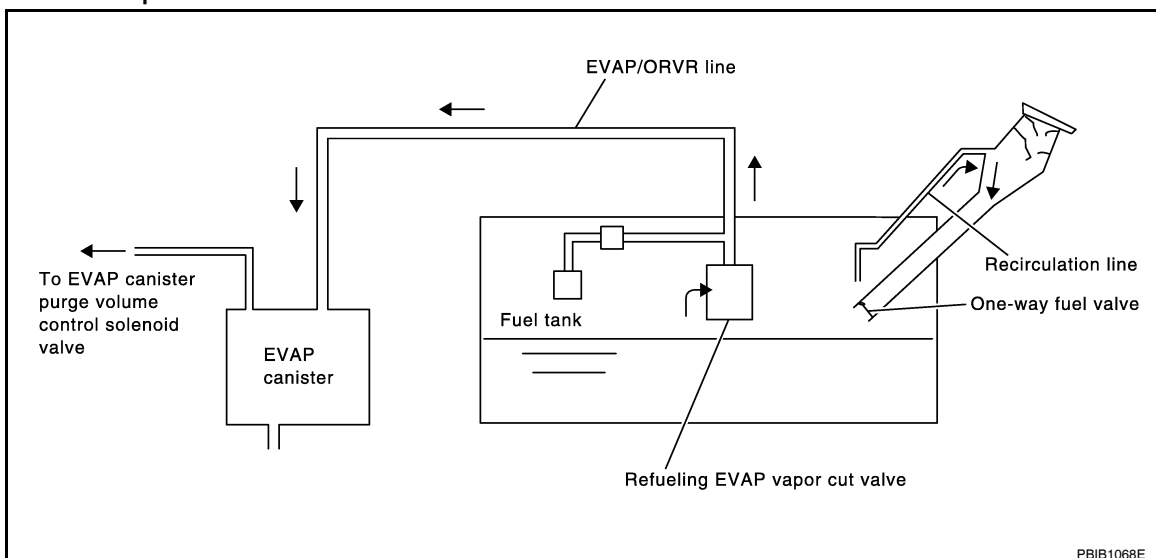 EVAP/ORVR line
Recirculation line
One-way fuel valve
To EVAP canister
purge volume
control solenoid
valve
Fuel tank
EVAP
canister
Refueling EVAP vapor cut valve
PBIB1068E